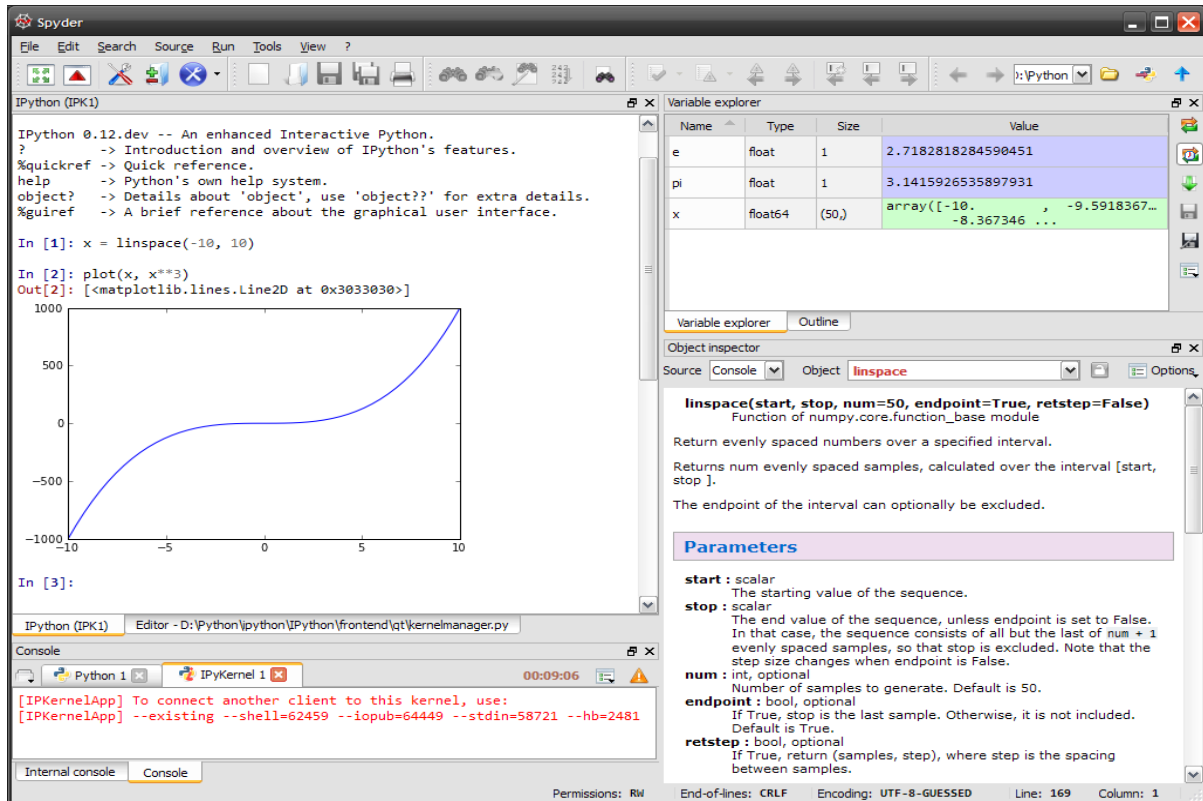 Spyder
File Edit Search Source Run Tools View ?
):\Python
IPython (IPK1)
IPython 0.12.dev -- An enhanced Interactive Python.
? -> Introduction and overview of IPython's features.
%quickref -> Quick reference.
help -> Python's own help system.
object? -> Details about 'object', use 'object??' for extra details.
%guiref -> A brief reference about the graphical user interface.
In [1]: x = linspace(-10, 10)
In [2]: plot(x, x**3)
Out[2]: [<matplotlib.lines.Line2D at 0x3033030>]
1000
500
0
−500
−1000
−10 −5 0 5 10
In [3]:
IPython (IPK1) Editor - D:\Python\ipython\IPython\frontend\qt\kernelmanager.py
Console
Python 1 IPyKernel 1 00:09:06
[IPKernelApp] To connect another client to this kernel, use:
[IPKernelApp] --existing --shell=62459 --iopub=64449 --stdin=58721 --hb=2481
Internal console Console
Variable explorer
Name Type Size Value
e float 1 2.7182818284590451
pi float 1 3.1415926535897931
x float64 (50,) array([-10. , -9.5918367…
-8.367346 ...
Variable explorer Outline
Object inspector
Source Console Object linspace Options
linspace(start, stop, num=50, endpoint=True, retstep=False)
Function of numpy.core.function_base module
Return evenly spaced numbers over a specified interval.
Returns num evenly spaced samples, calculated over the interval [start,
stop ].
The endpoint of the interval can optionally be excluded.
Parameters
start : scalar
The starting value of the sequence.
stop : scalar
The end value of the sequence, unless endpoint is set to False.
In that case, the sequence consists of all but the last of num + 1
evenly spaced samples, so that stop is excluded. Note that the
step size changes when endpoint is False.
num : int, optional
Number of samples to generate. Default is 50.
endpoint : bool, optional
If True, stop is the last sample. Otherwise, it is not included.
Default is True.
retstep : bool, optional
If True, return (samples, step), where step is the spacing
between samples.
Permissions: RW End-of-lines: CRLF Encoding: UTF-8-GUESSED Line: 169 Column: 1